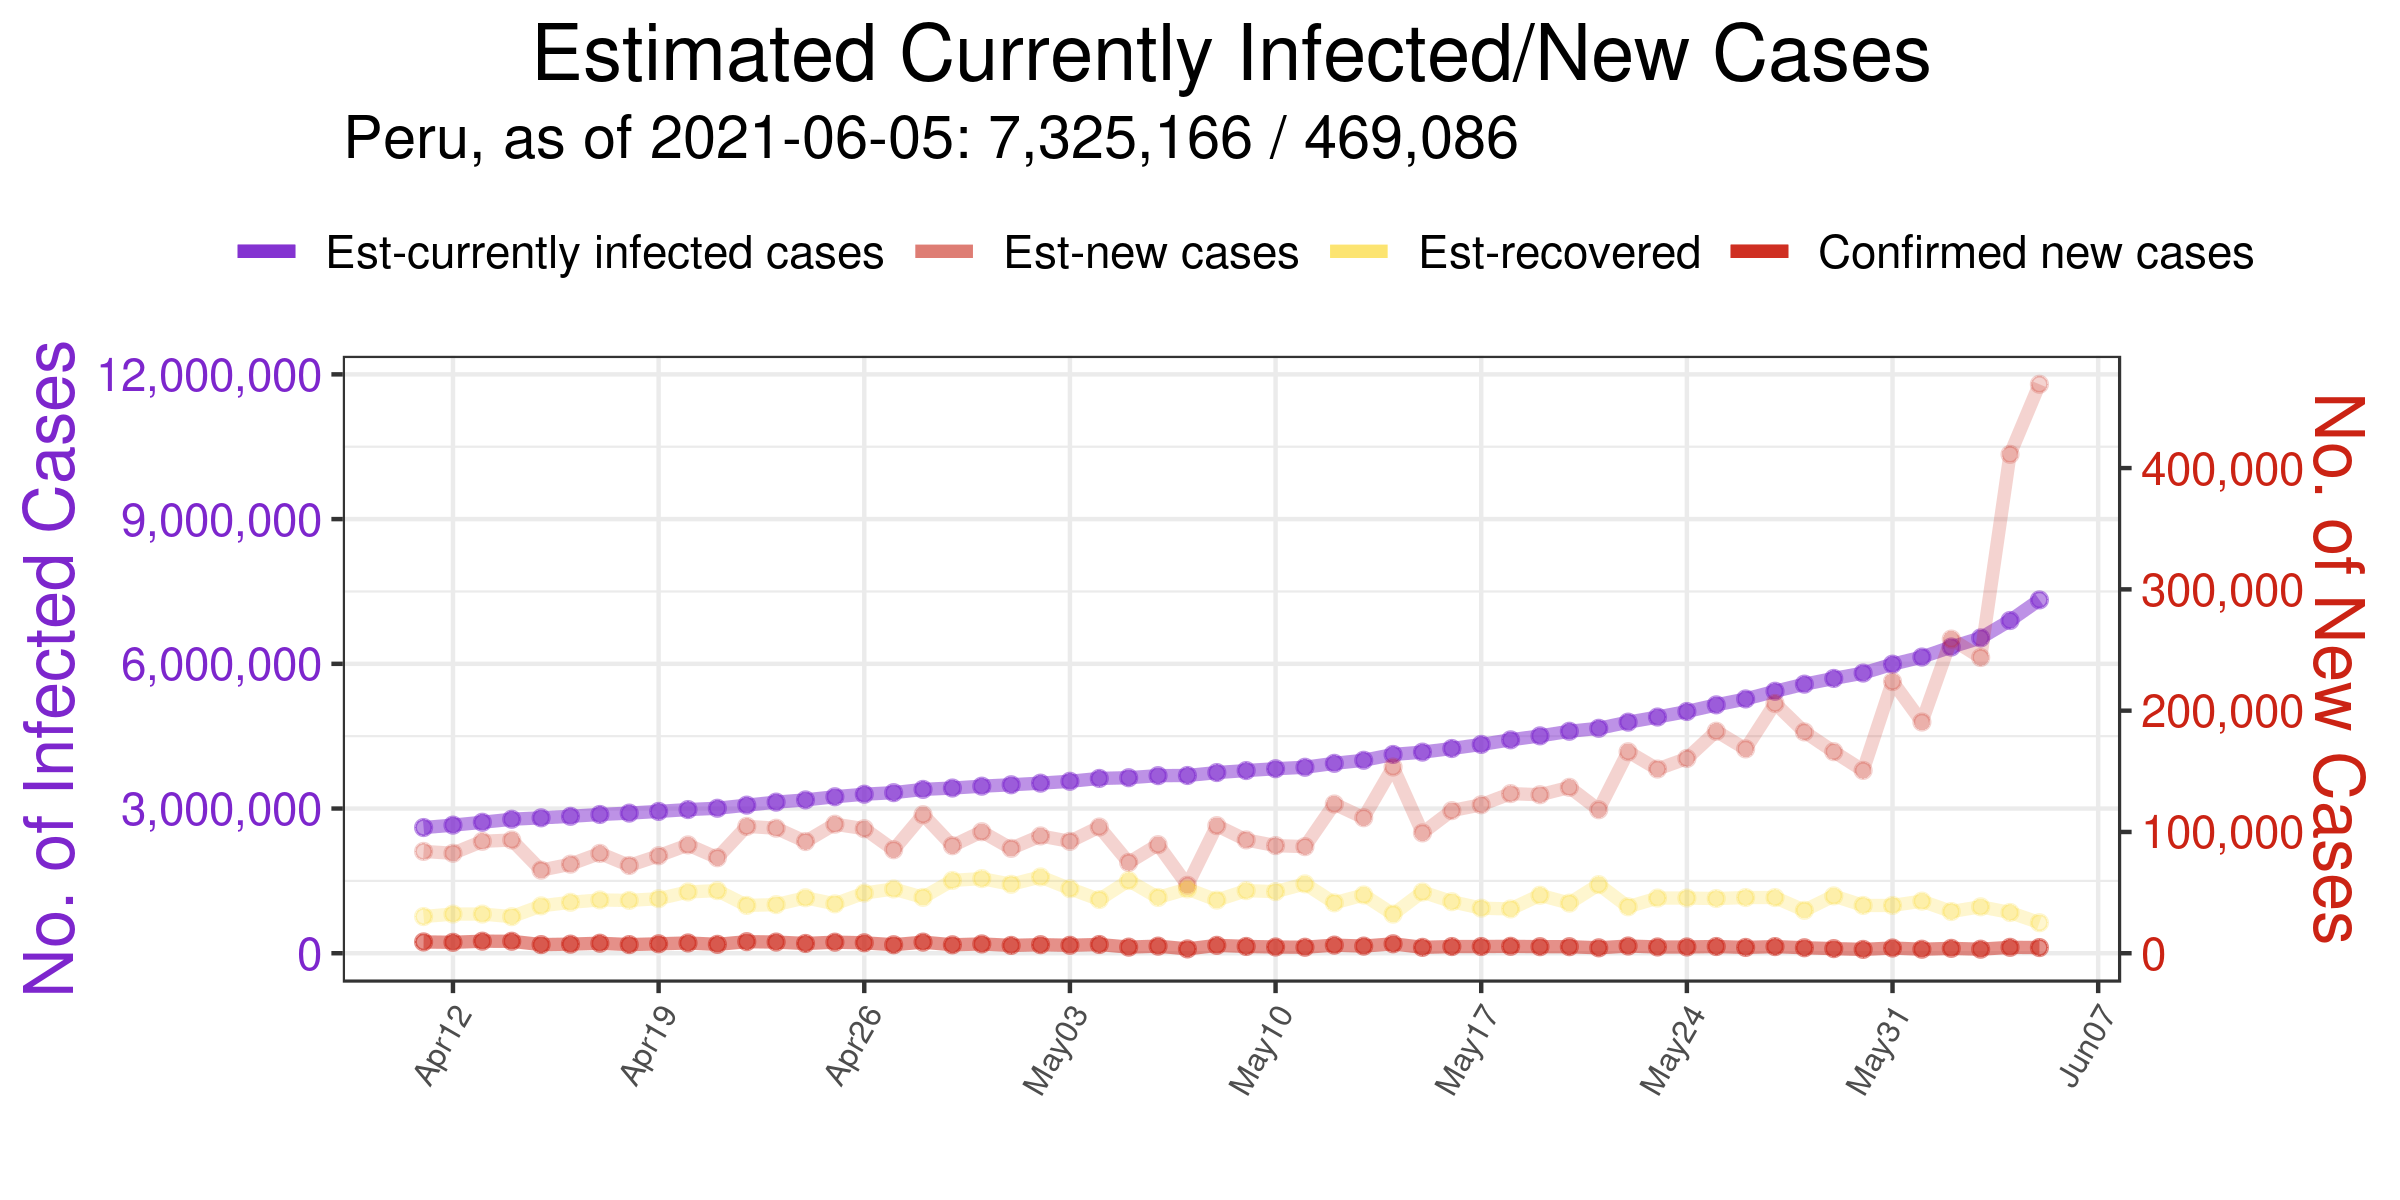 Estimated Currently Infected/New Cases
Peru, as of 2021-06-05: 7,325,166 / 469,086
Est-currently infected cases Est-new cases Est-recovered Confirmed new cases
No. of Infected Cases
12,000,000
9,000,000
6,000,000
3,000,000
0
400,000
300,000
200,000
100,000
0
No. of New Cases
Apr12 Apr19 Apr26 May03 May10 May17 May24 May31 Jun07